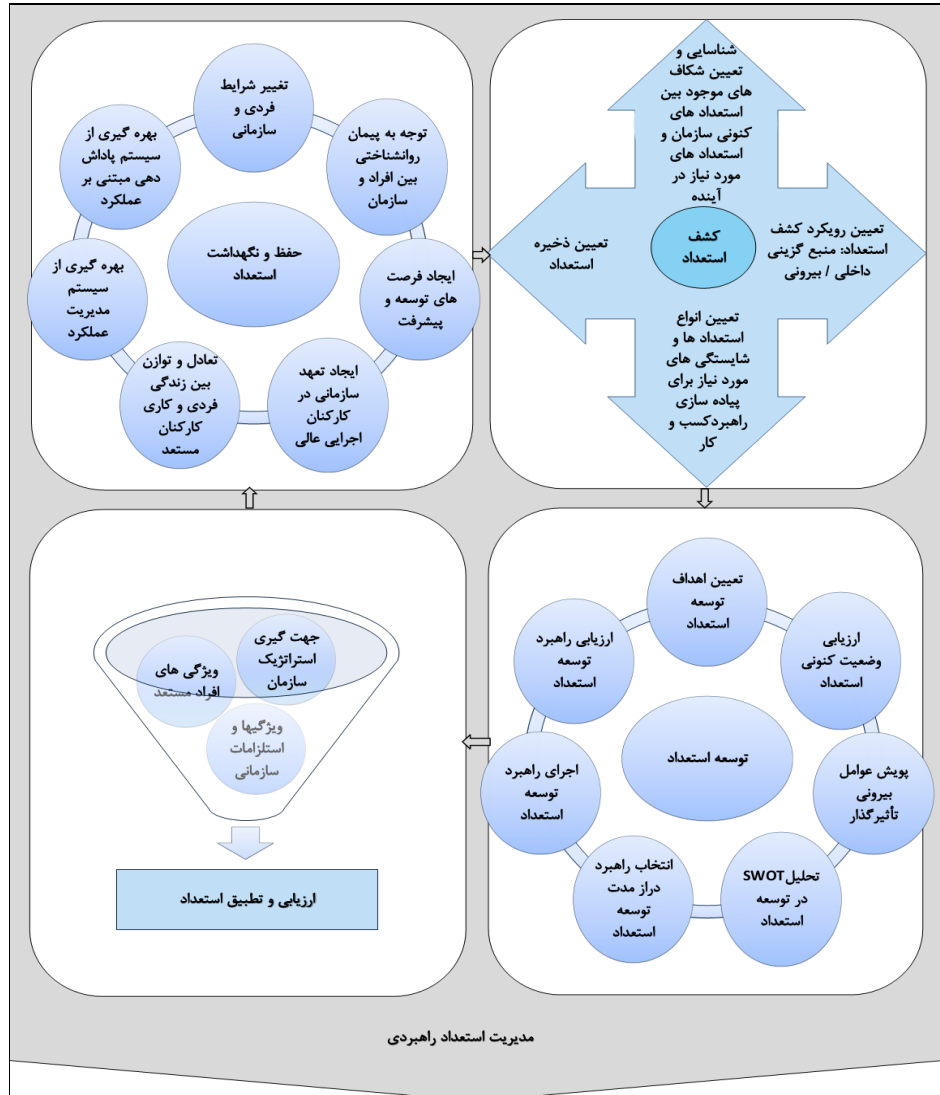 شناسایی و
تعیین شکاف
های موجود بین
استعداد های
کنونی سازمان و
استعداد های
مورد نیاز در
آینده
تعیین رویکرد کشف
استعداد: منبع گزینی
داخلی / بیرونی
کشف
استعداد
تعیین ذخیره
استعداد
تعیین انواع
استعداد ها و
شایستگی های
مورد نیاز برای
پیاده سازی
راهبردکسب و
کار
تغییر شرایط
فردی و
سازمانی
توجه به پیمان
روانشناختی
بین افراد و
سازمان
ایجاد فرصت
های توسعه و
پیشرفت
ایجاد تعهد
سازمانی در
کارکنان
اجرایی عالی
تعادل و توازن
بین زندگی
فردی و کاری
کارکنان
مستعد
بهره گیری از
سیستم
مدیریت
عملکرد
بهره گیری از
سیستم پاداش
دهی مبتنی بر
عملکرد
حفظ و نگهداشت
استعداد
تعیین اهداف
توسعه
استعداد
ارزیابی
وضعیت کنونی
استعداد
پویش عوامل
بیرونی
تأثیرگذار
تحلیلSWOT
در توسعه
استعداد
انتخاب راهبرد
دراز مدت
توسعه
استعداد
اجرای راهبرد
توسعه
استعداد
ارزیابی راهبرد
توسعه
استعداد
توسعه استعداد
جهت گیری
استراتژیک
سازمان
ویژگی های
افراد مستعد
ویژگیها و
استلزامات
سازمانی
ارزیابی و تطبیق استعداد
مدیریت استعداد راهبردی